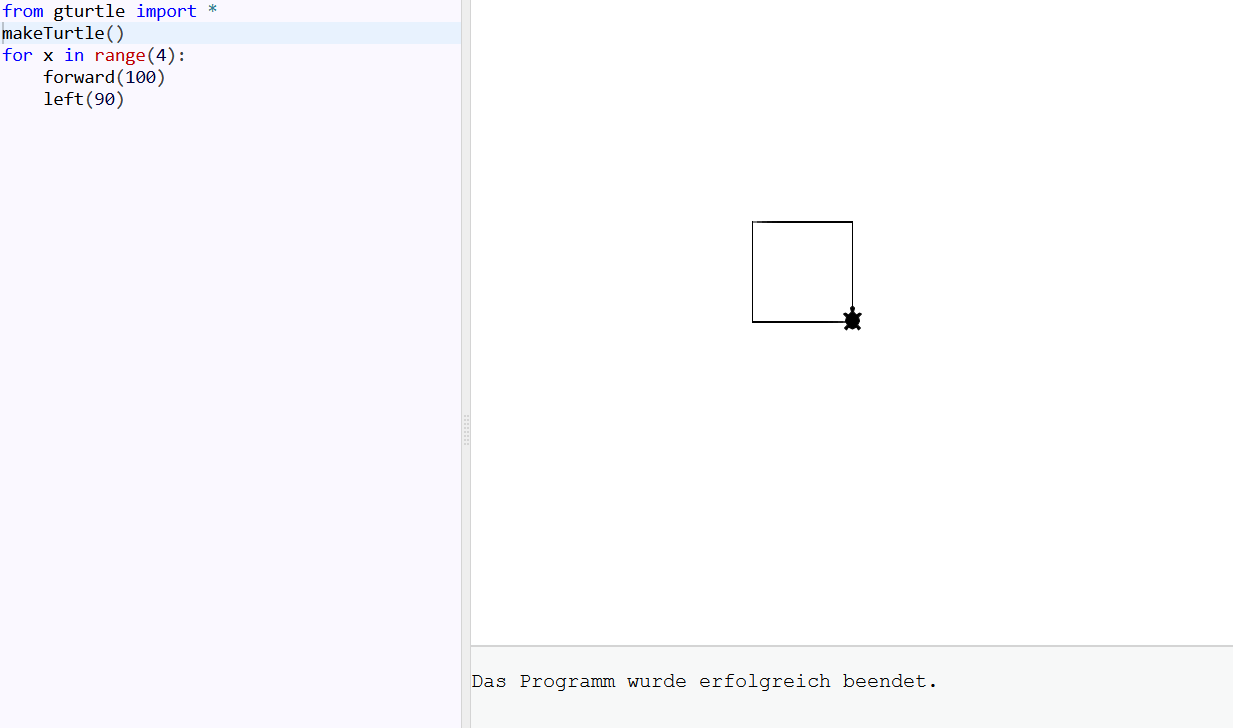 from gturtle import *
makeTurtle()
for x in range(4):
    forward(100)
    left(90)
Das Programm wurde erfolgreich beendet.